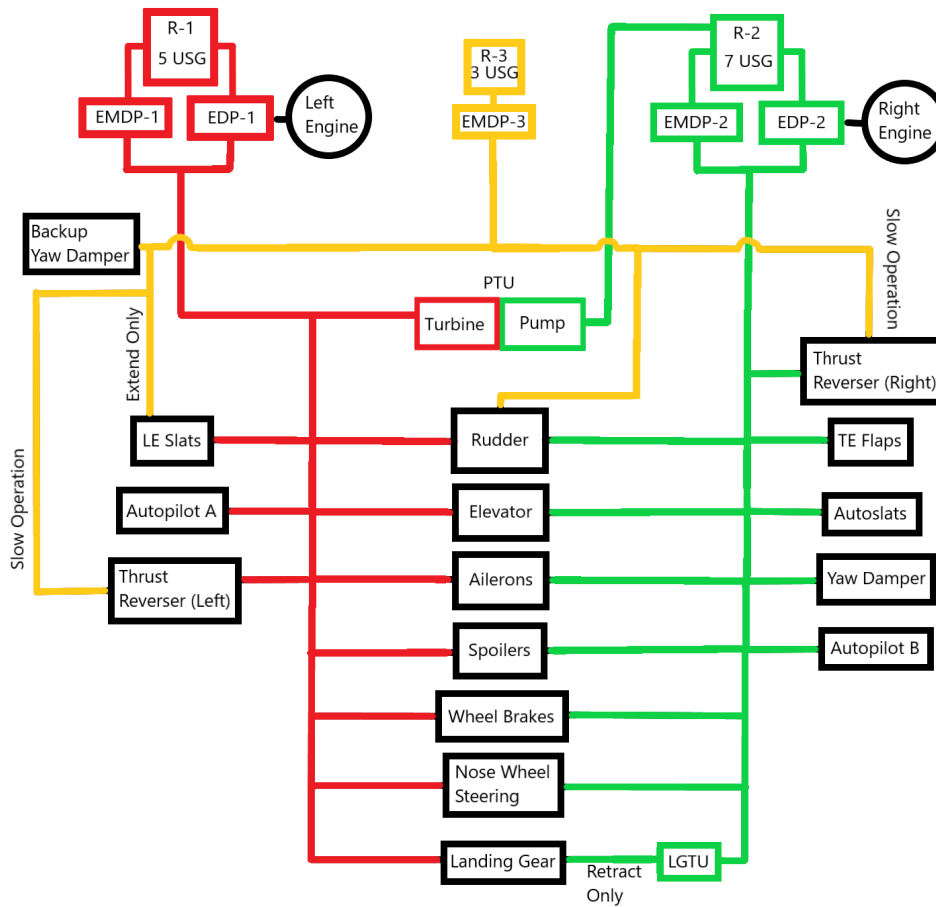 R-1
5 USG
R-3
3 USG
R-2
7 USG
EMDP-1
EDP-1
Left
Engine
EMDP-3
EMDP-2
EDP-2
Right
Engine
Backup
Yaw Damper
Slow Operation
PTU
Turbine
Pump
Extend Only
Thrust
Reverser (Right)
LE Slats
Rudder
TE Flaps
Slow Operation
Autopilot A
Elevator
Autoslats
Thrust
Reverser (Left)
Ailerons
Yaw Damper
Spoilers
Autopilot B
Wheel Brakes
Nose Wheel
Steering
Landing Gear
Retract
Only
LGTU